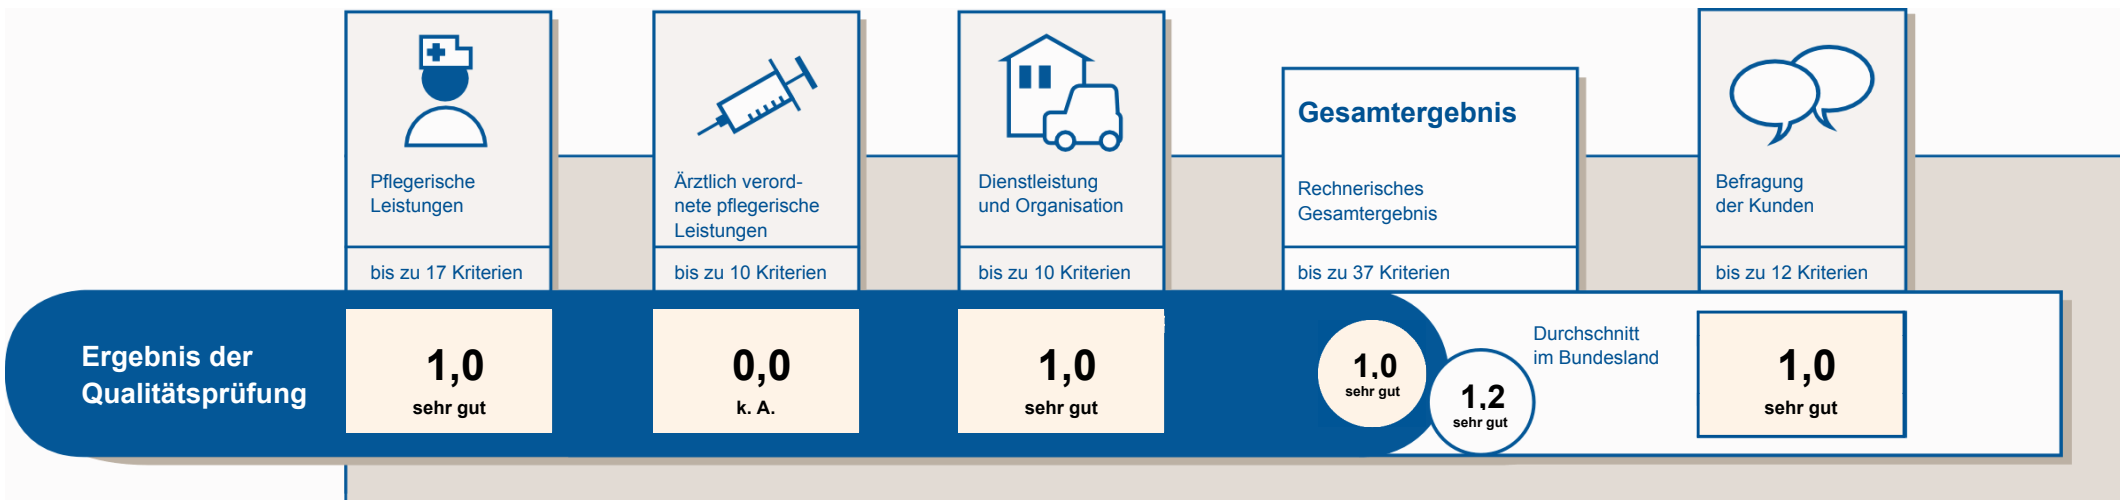 Pflegerische
Leistungen
bis zu 17 Kriterien
Ärztlich verord-
nete pflegerische
Leistungen
bis zu 10 Kriterien
Dienstleistung
und Organisation
bis zu 10 Kriterien
Gesamtergebnis
Rechnerisches
Gesamtergebnis
bis zu 37 Kriterien
Befragung
der Kunden
bis zu 12 Kriterien
Ergebnis der
Qualitätsprüfung
1,0
sehr gut
0,0
k. A.
1,0
sehr gut
1,0
sehr gut
1,2
sehr gut
Durchschnitt
im Bundesland
1,0
sehr gut